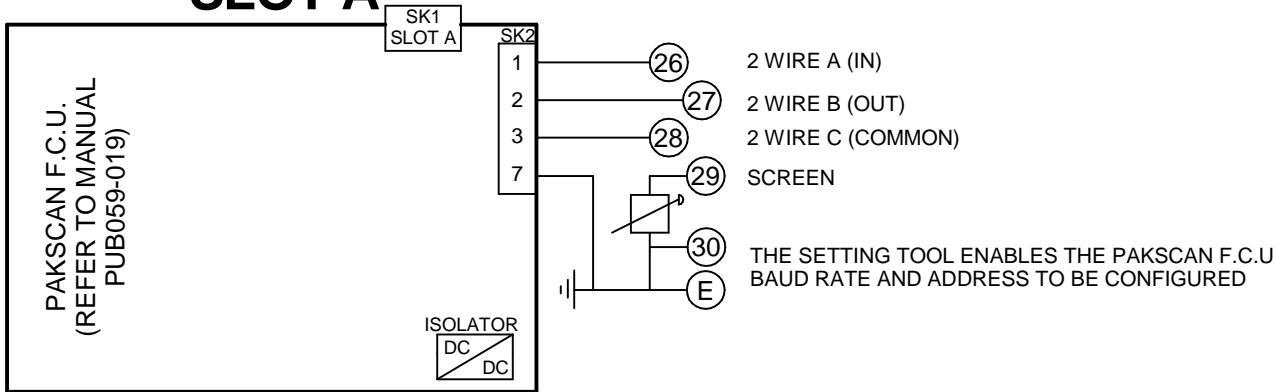 SLOT A
SK1
SLOT A
SK2
1
2
3
7
26
27
28
29
30
E
2 WIRE A (IN)
2 WIRE B (OUT)
2 WIRE C (COMMON)
SCREEN
THE SETTING TOOL ENABLES THE PAKSCAN F.C.U
BAUD RATE AND ADDRESS TO BE CONFIGURED
PAKSCAN F.C.U.
(REFER TO MANUAL
PUB059-019)
ISOLATOR
DC
DC